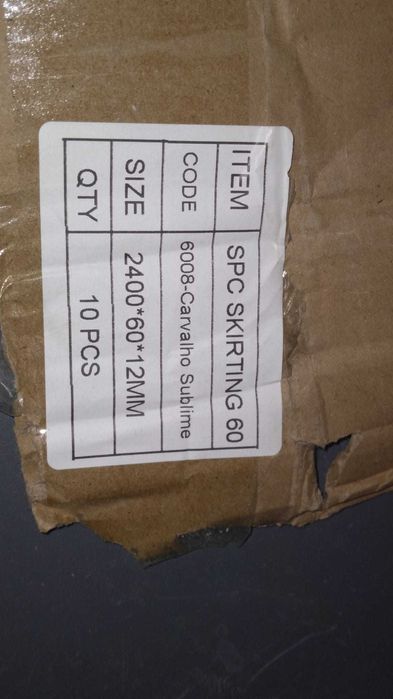 ITEM SPC SKIRTING 60
CODE 6008-Carvalho Sublime
SIZE 2400*60*12MM
QTY 10 PCS